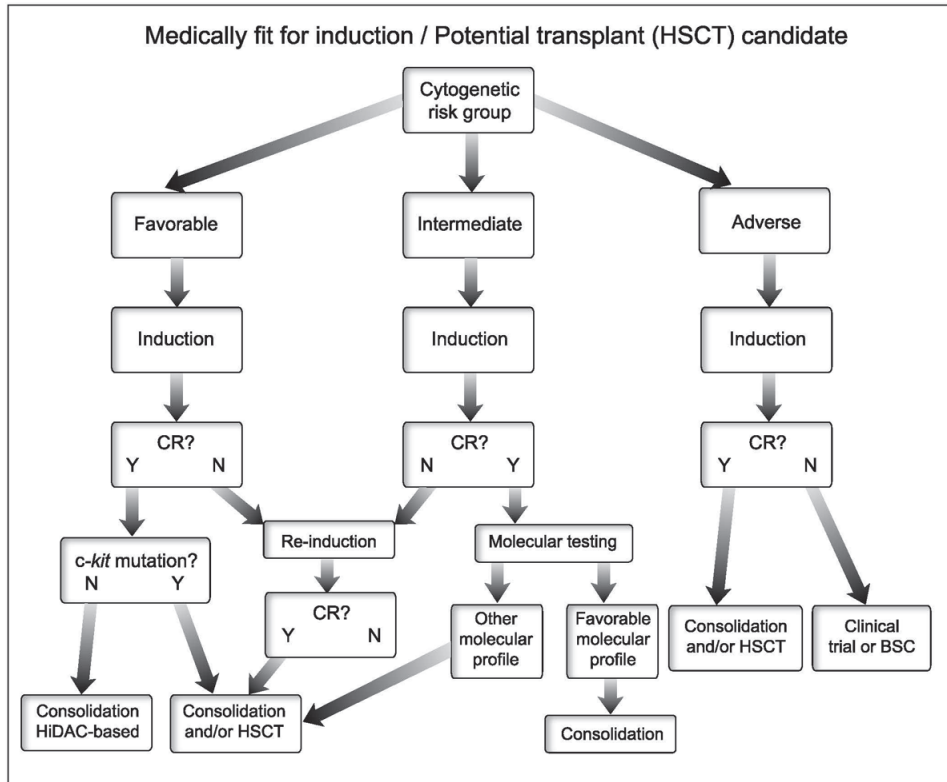 Medically fit for induction / Potential transplant (HSCT) candidate
Cytogenetic
risk group
Favorable
Intermediate
Adverse
Induction
Induction
Induction
CR?
Y N
CR?
N Y
CR?
Y N
c-kit mutation?
N Y
Re-induction
Molecular testing
CR?
Y N
Other
molecular
profile
Favorable
molecular
profile
Consolidation
and/or HSCT
Clinical
trial or BSC
Consolidation
HiDAC-based
Consolidation
and/or HSCT
Consolidation